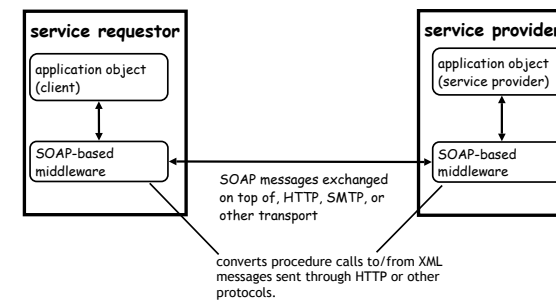 service requestor
application object
(client)
SOAP-based
middleware
service provider
application object
(service provider)
SOAP-based
middleware
SOAP messages exchanged
on top of, HTTP, SMTP, or
other transport
converts procedure calls to/from XML
messages sent through HTTP or other
protocols.